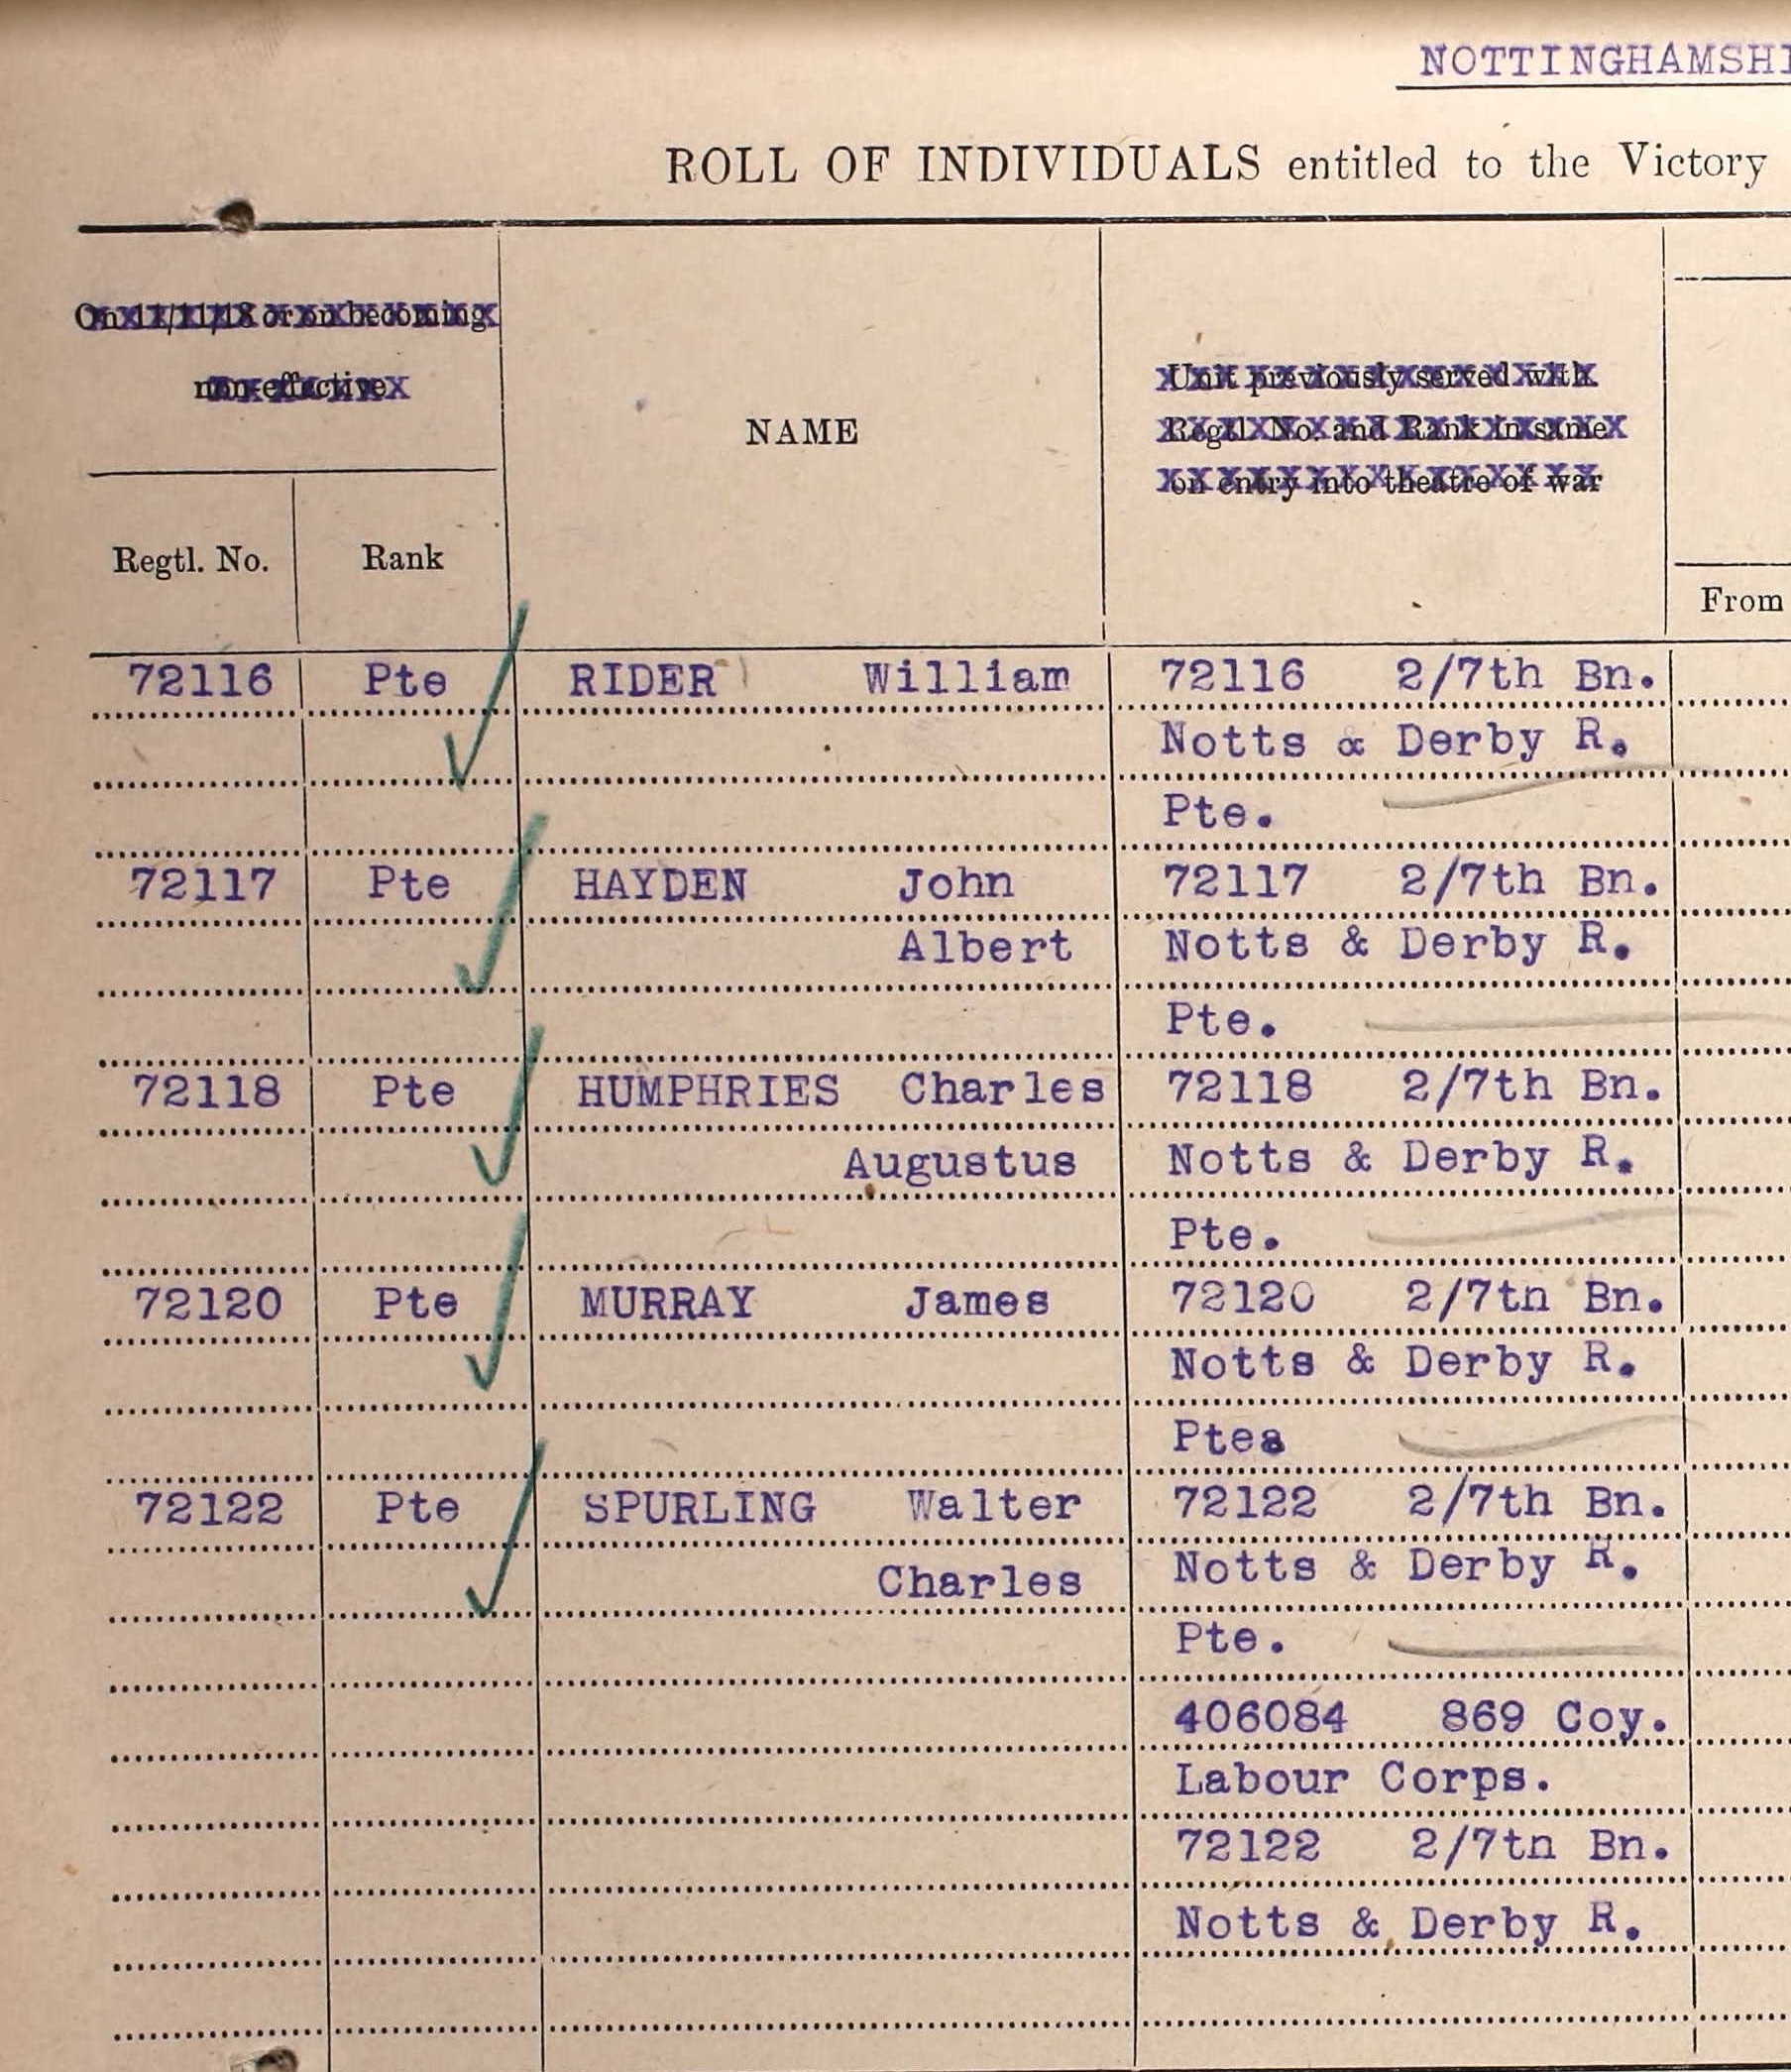 NOTTINGHAMSHI
ROLL OF INDIVIDUALS entitled to the Victory
On 11/11/18 or on becoming
non-effective
Regtl. No. Rank
NAME
Unit previously served with
Regtl. No. and Rank in same
on entry into theatre of war
From
72116 Pte RIDER William 72116 2/7th Bn.
Notts & Derby R.
Pte.
72117 Pte HAYDEN John 72117 2/7th Bn.
Albert Notts & Derby R.
Pte.
72118 Pte HUMPHRIES Charles 72118 2/7th Bn.
Augustus Notts & Derby R.
Pte.
72120 Pte MURRAY James 72120 2/7th Bn.
Notts & Derby R.
Ptea
72122 Pte SPURLING Walter 72122 2/7th Bn.
Charles Notts & Derby R.
Pte.
406084 869 Coy.
Labour Corps.
72122 2/7th Bn.
Notts & Derby R.